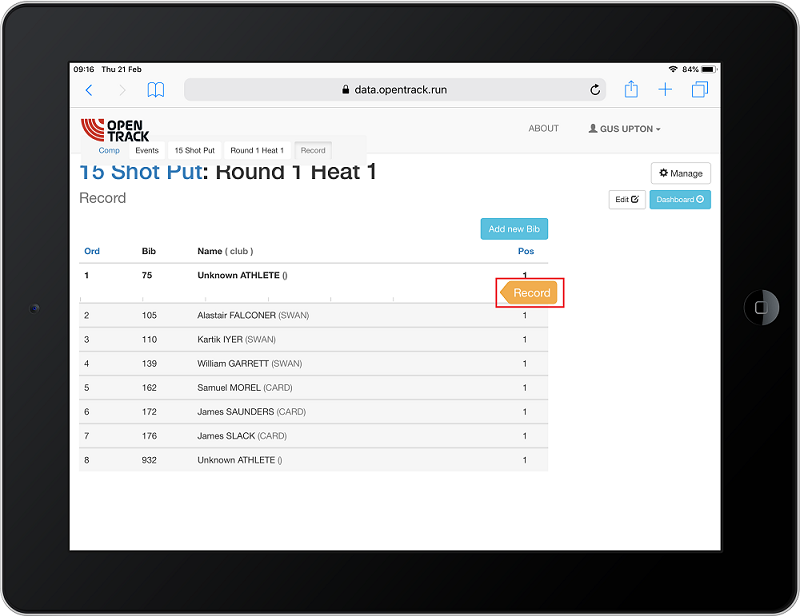 09:16 Thu 21 Feb 84%
data.opentrack.run
OPEN
TRACK
ABOUT GUS UPTON
Comp Events 15 Shot Put Round 1 Heat 1 Record
15 Shot Put: Round 1 Heat 1
Manage
Record
Edit Dashboard
Add new Bib
Ord Bib Name ( club ) Pos
1 75 Unknown ATHLETE () 1
Record
2 105 Alastair FALCONER (SWAN) 1
3 110 Kartik IYER (SWAN) 1
4 139 William GARRETT (SWAN) 1
5 162 Samuel MOREL (CARD) 1
6 172 James SAUNDERS (CARD) 1
7 176 James SLACK (CARD) 1
8 932 Unknown ATHLETE () 1